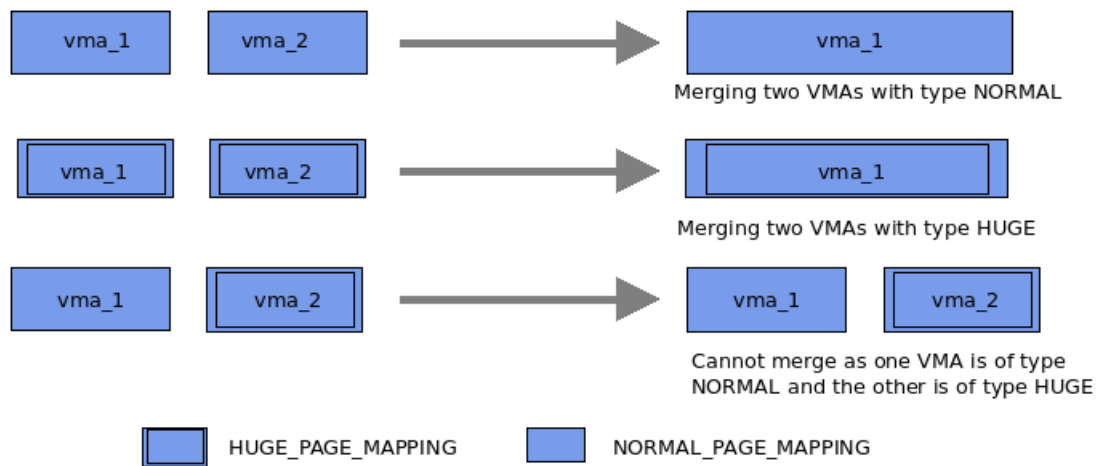 vma_1
vma_2
vma_1
Merging two VMAs with type NORMAL
vma_1
vma_2
vma_1
Merging two VMAs with type HUGE
vma_1
vma_2
vma_1
vma_2
Cannot merge as one VMA is of type
NORMAL and the other is of type HUGE
HUGE_PAGE_MAPPING
NORMAL_PAGE_MAPPING